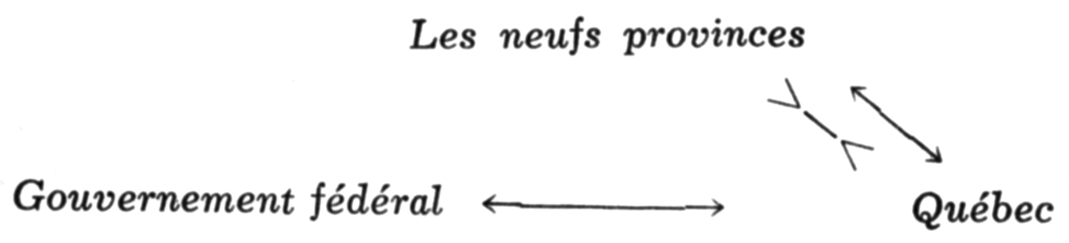 Les neufs provinces
Gouvernement fédéral
Québec